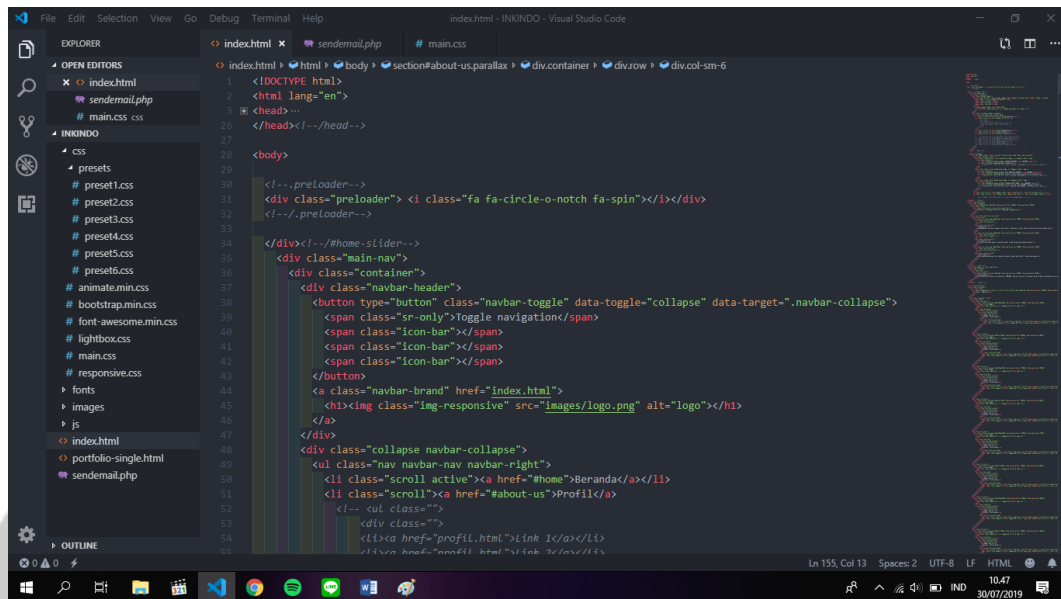 File Edit Selection View Go Debug Terminal Help index.html - INKINDO - Visual Studio Code
EXPLORER
OPEN EDITORS
index.html
sendemail.php
main.css css
INKINDO
css
presets
preset1.css
preset2.css
preset3.css
preset4.css
preset5.css
preset6.css
animate.min.css
bootstrap.min.css
font-awesome.min.css
lightbox.css
main.css
responsive.css
fonts
images
js
index.html
portfolio-single.html
sendemail.php
OUTLINE
index.html sendemail.php main.css
index.html html body section#about-us.parallax div.container div.row div.col-sm-6
1 <!DOCTYPE html>
2 <html lang="en">
3 <head>…
26 </head><!--/head-->
27
28 <body>
29
30 <!--.preloader-->
31 <div class="preloader"> <i class="fa fa-circle-o-notch fa-spin"></i></div>
32 <!--/.preloader-->
33
34 </div><!--/#home-slider-->
35 <div class="main-nav">
36 <div class="container">
37 <div class="navbar-header">
38 <button type="button" class="navbar-toggle" data-toggle="collapse" data-target=".navbar-collapse">
39 <span class="sr-only">Toggle navigation</span>
40 <span class="icon-bar"></span>
41 <span class="icon-bar"></span>
42 <span class="icon-bar"></span>
43 </button>
44 <a class="navbar-brand" href="index.html">
45 <h1><img class="img-responsive" src="images/logo.png" alt="logo"></h1>
46 </a>
47 </div>
48 <div class="collapse navbar-collapse">
49 <ul class="nav navbar-nav navbar-right">
50 <li class="scroll active"><a href="#home">Beranda</a></li>
51 <li class="scroll"><a href="#about-us">Profil</a>
52 <!-- <ul class="">
53 <div class="">
54 <li><a href="profil.html">Link 1</a></li>
55 <li><a href="profil.html">Link 2</a></li>
0 0 Ln 155, Col 13 Spaces: 2 UTF-8 LF HTML
321 IND 10.47
30/07/2019